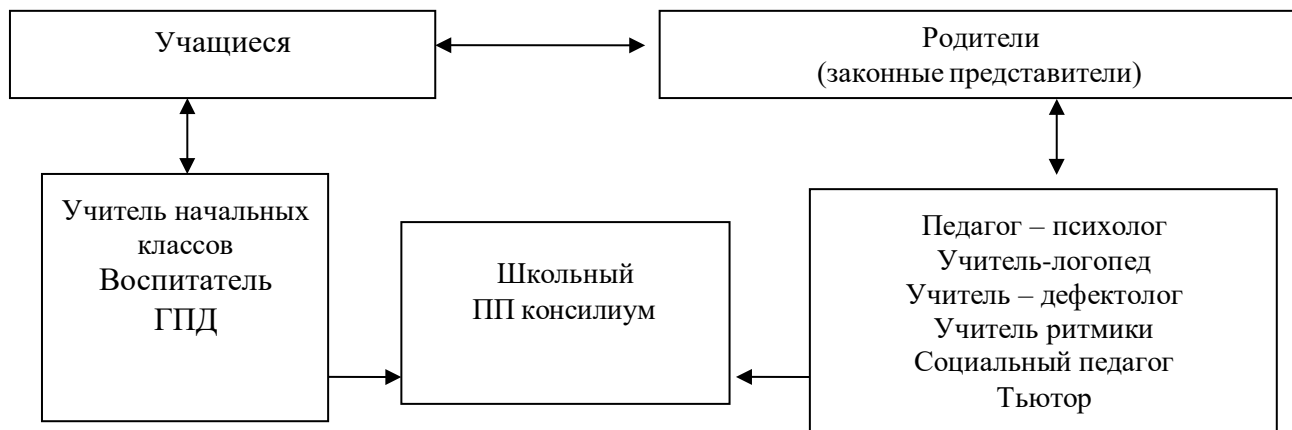 Учащиеся
Родители
(законные представители)
Учитель начальных
классов
Воспитатель
ГПД
Школьный
ПП консилиум
Педагог – психолог
Учитель-логопед
Учитель – дефектолог
Учитель ритмики
Социальный педагог
Тьютор